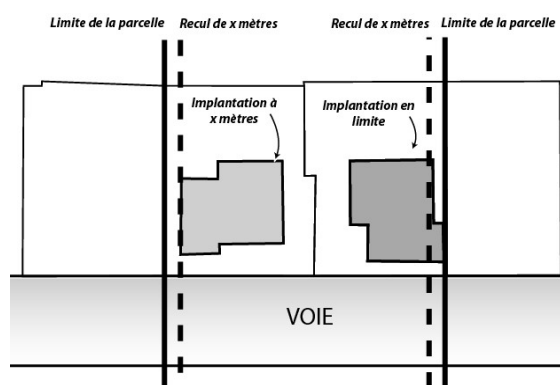 Limite de la parcelle
Recul de x mètres
Recul de x mètres
Limite de la parcelle
Implantation à
x mètres
Implantation en
limite
VOIE